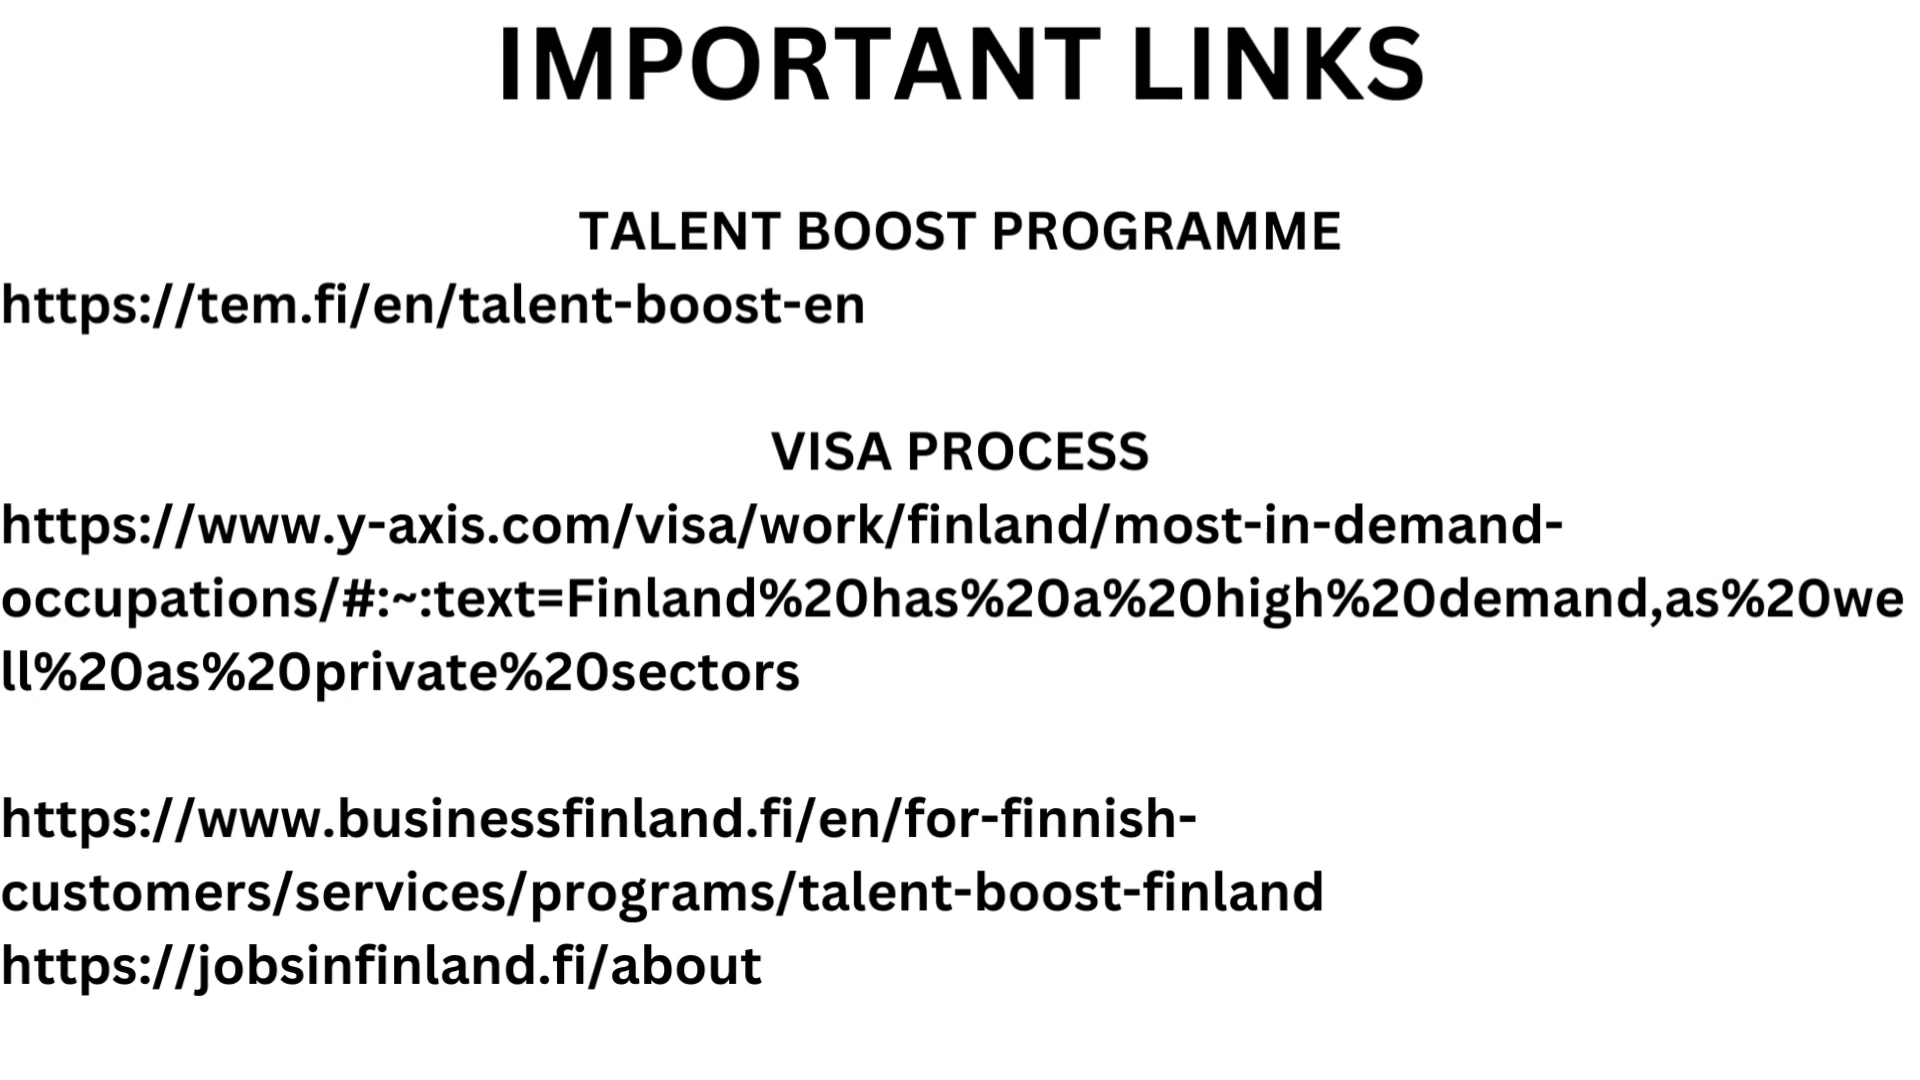 IMPORTANT LINKS
TALENT BOOST PROGRAMME
https://tem.fi/en/talent-boost-en
VISA PROCESS
https://www.y-axis.com/visa/work/finland/most-in-demand-
occupations/#:~:text=Finland%20has%20a%20high%20demand,as%20we
ll%20as%20private%20sectors
https://www.businessfinland.fi/en/for-finnish-
customers/services/programs/talent-boost-finland
https://jobsinfinland.fi/about